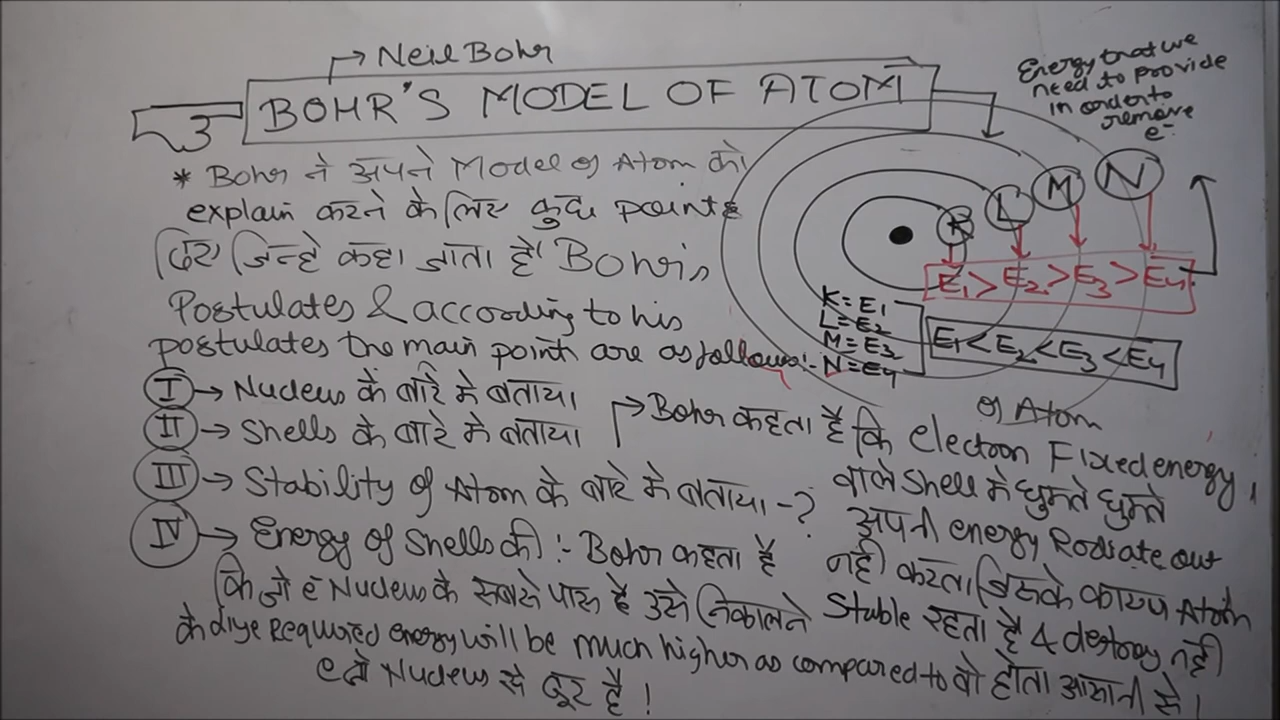 Neil Bohr
3 BOHR'S MODEL OF ATOM
* Bohr ने अपने Model of Atom को
explain करने के लिए कुछ points
दिए जिन्हे कहा जाता है Bohr's
Postulates & according to his
postulates the main point are as follows:-
I → Nucleus के बारे मे बताया
II → Shells के बारे मे बताया
III → Stability of Atom के बारे मे बताया -?
IV → Energy of Shells की :- Bohr कहता है
कि जो e⁻ Nucleus के सबसे पास है उसे निकालने
के liye Required energy will be much higher as compared to वो
e⁻ जो Nucleus से दूर है !
Energy that we
need to provide
in order to
remove
e⁻
K L M N
E1 > E2 > E3 > E4
K = E1
L = E2
M = E3
N = E4
E1 < E2 < E3 < E4
of Atom
→ Bohr कहता है कि electron Fixed energy
वाले Shell मे घुमते घुमते
अपनी energy Radiate out
नही करता जिसके कारण Atom
Stable रहता है & destroy नही
होता आसानी से !